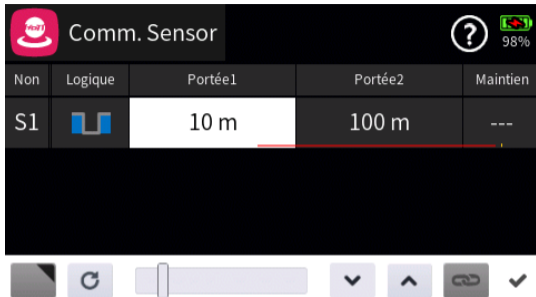 Comm. Sensor
? 98%
Non Logique Portée1 Portée2 Maintien
S1 10 m 100 m ---